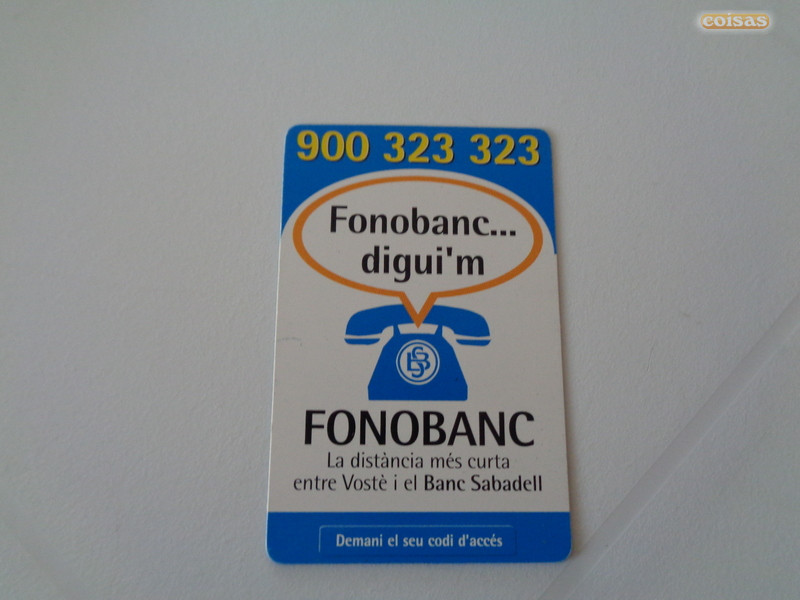 coisas
900 323 323
Fonobanc...
digui'm
FONOBANC
La distància més curta
entre Vostè i el Banc Sabadell
Demani el seu codi d'accés